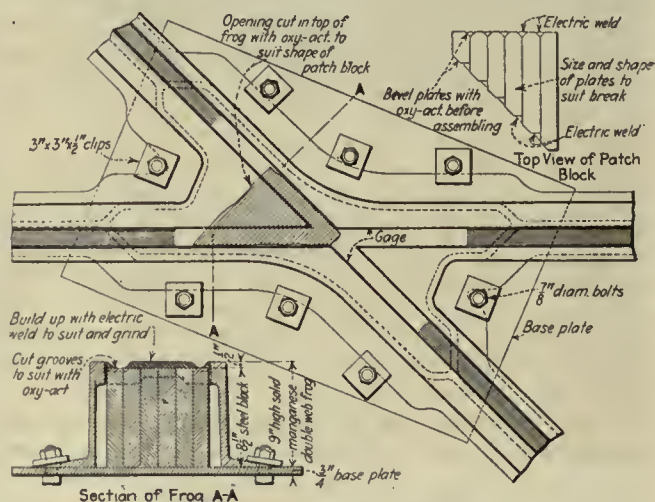 Opening cut in top of
frog with oxy-act. to
suit shape of
patch block
Electric weld
Size and shape
of plates to
suit break
Bevel plates with
oxy-act. before
assembling
Electric weld
Top View of Patch
Block
A
3"x3"x½"clips
Gage
⅞"diam. bolts
Base plate
A
Build up with electric
weld to suit and grind
Cut grooves
to suit with
oxy-act
½"
8½"steel block
9"high solid
manganese
double web frog
¾"base plate
Section of Frog A-A